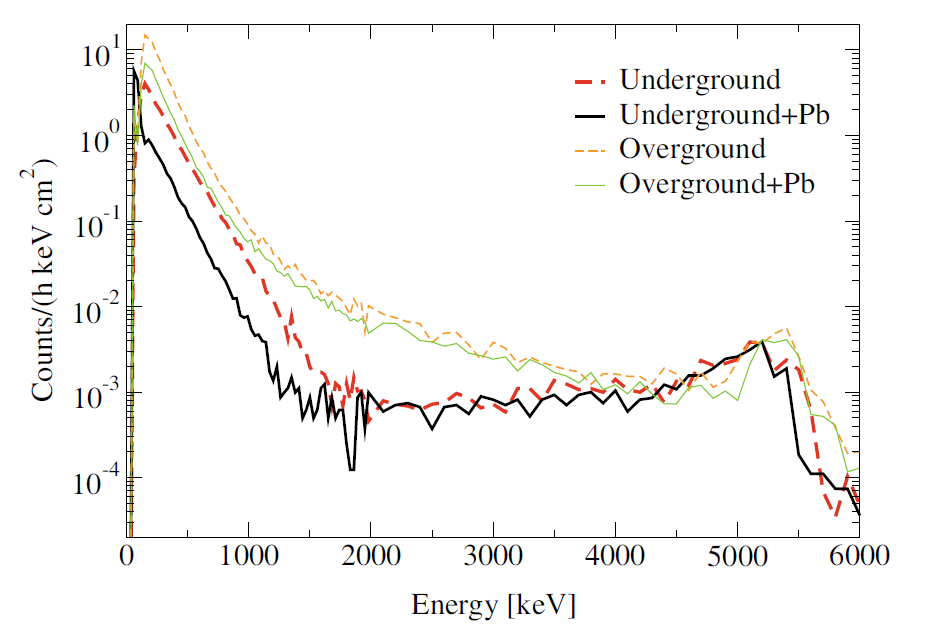 10^1
10^0
10^-1
10^-2
10^-3
10^-4
Counts/(h keV cm^2)
Underground
Underground+Pb
Overground
Overground+Pb
0 1000 2000 3000 4000 5000 6000
Energy [keV]